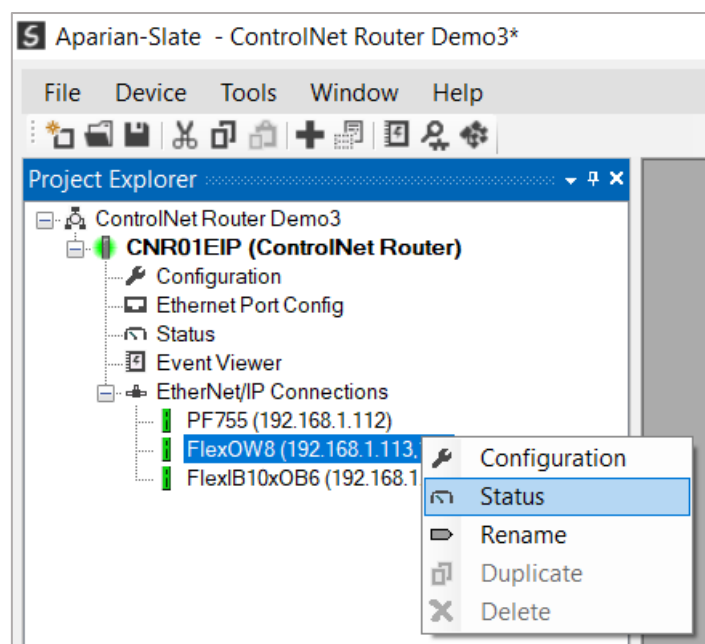 S Aparian-Slate - ControlNet Router Demo3*
File Device Tools Window Help
Project Explorer
ControlNet Router Demo3
CNR01EIP (ControlNet Router)
Configuration
Ethernet Port Config
Status
Event Viewer
EtherNet/IP Connections
PF755 (192.168.1.112)
FlexOW8 (192.168.1.113,
FlexIB10xOB6 (192.168.1.
Configuration
Status
Rename
Duplicate
Delete